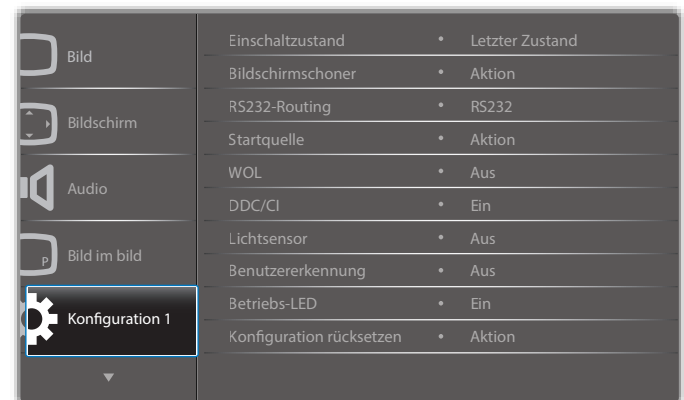 Bild
Bildschirm
Audio
P
Bild im bild
Konfiguration 1
Einschaltzustand • Letzter Zustand
Bildschirmschoner • Aktion
RS232-Routing • RS232
Startquelle • Aktion
WOL • Aus
DDC/CI • Ein
Lichtsensor • Aus
Benutzererkennung • Aus
Betriebs-LED • Ein
Konfiguration rücksetzen • Aktion